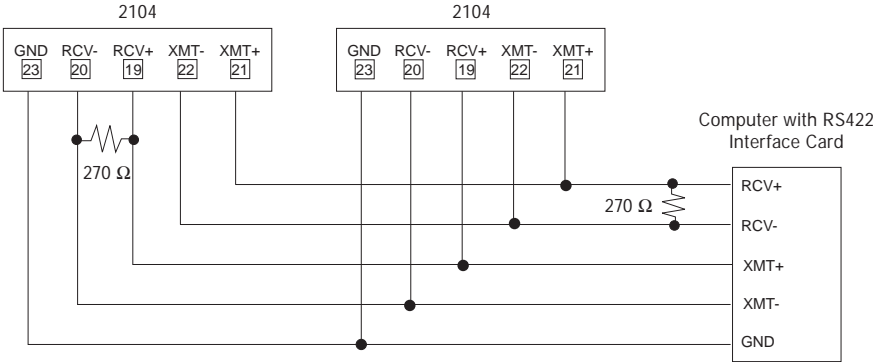 2104
2104
GND RCV- RCV+ XMT- XMT+
23 20 19 22 21
GND RCV- RCV+ XMT- XMT+
23 20 19 22 21
Computer with RS422
Interface Card
270 Ω
270 Ω
RCV+
RCV-
XMT+
XMT-
GND